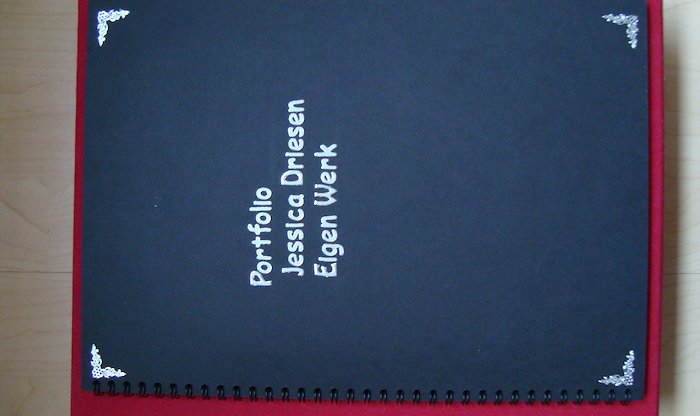 Portfolio
Jessica Driesen
Eigen Werk